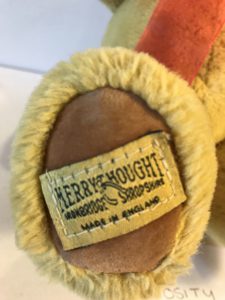 MERRYTHOUGHT
IRONBRIDGE SHROPSHIRE
MADE IN ENGLAND
OSITY